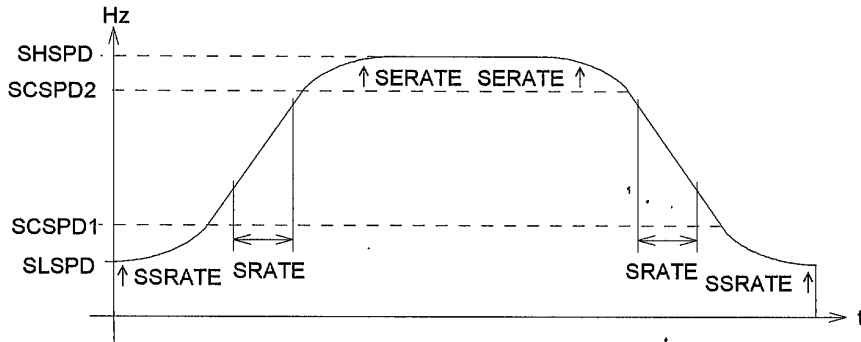 Hz
SHSPD
SERATE SERATE
SCSPD2
SCSPD1
SRATE SRATE
SLSPD
SSRATE SSRATE
t